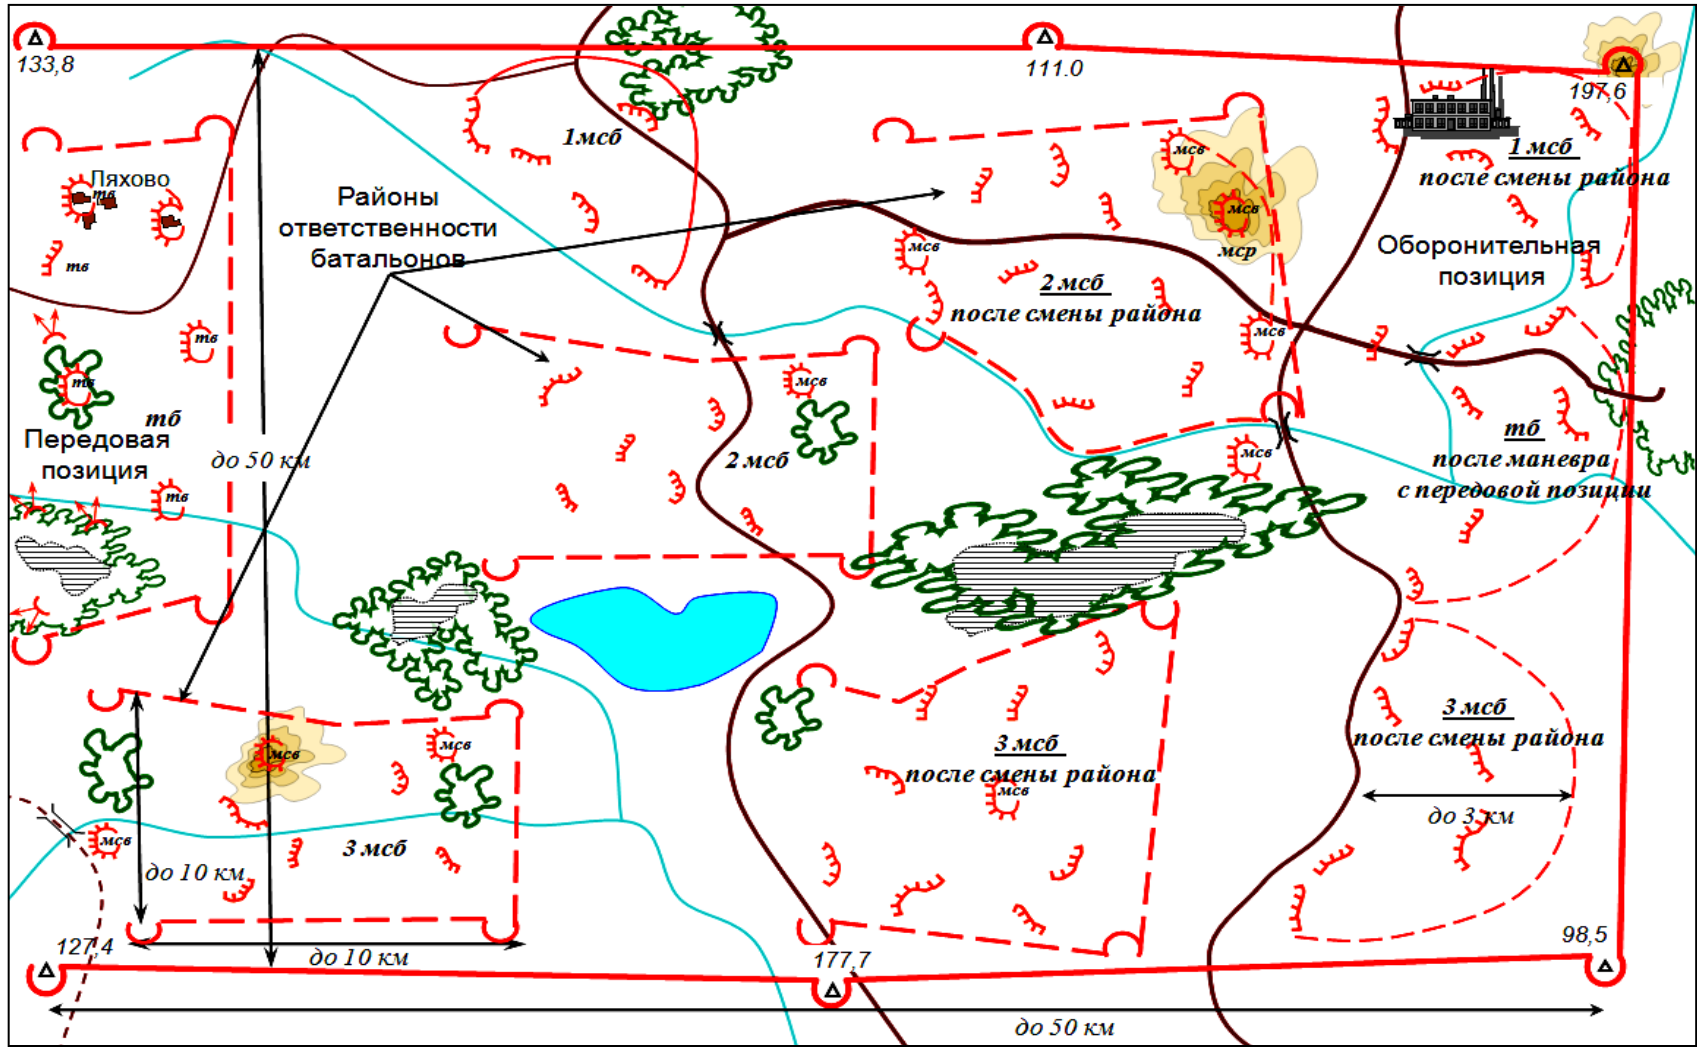 133,8
111.0
197,6
1мсб
1 мсб
после смены района
мсв
Ляхово
тв
Районы
ответственности
батальонов
мсв
мср
тв
мсв
Оборонительная
позиция
2 мсб
после смены района
тв
мсв
тв
мсв
тб
Передовая
позиция
до 50 км
2 мсб
мсв
тб
после маневра
с передовой позиции
тв
3 мсб
после смены района
3 мсб
после смены района
мсв
мсв
мсв
до 3 км
мсв
3 мсб
до 10 км
127,4
до 10 км
177,7
98,5
до 50 км